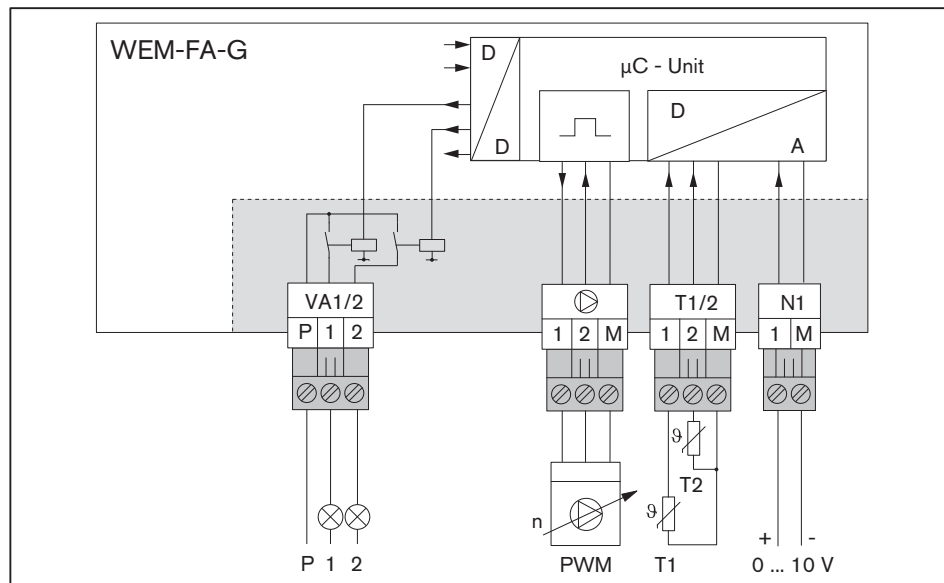 WEM-FA-G
D
D
µC - Unit
D
A
VA1/2
P 1 2
1 2 M
T1/2
1 2 M
N1
1 M
ϑ
T2
ϑ
n
+ -
P 1 2
PWM
T1
0 ... 10 V